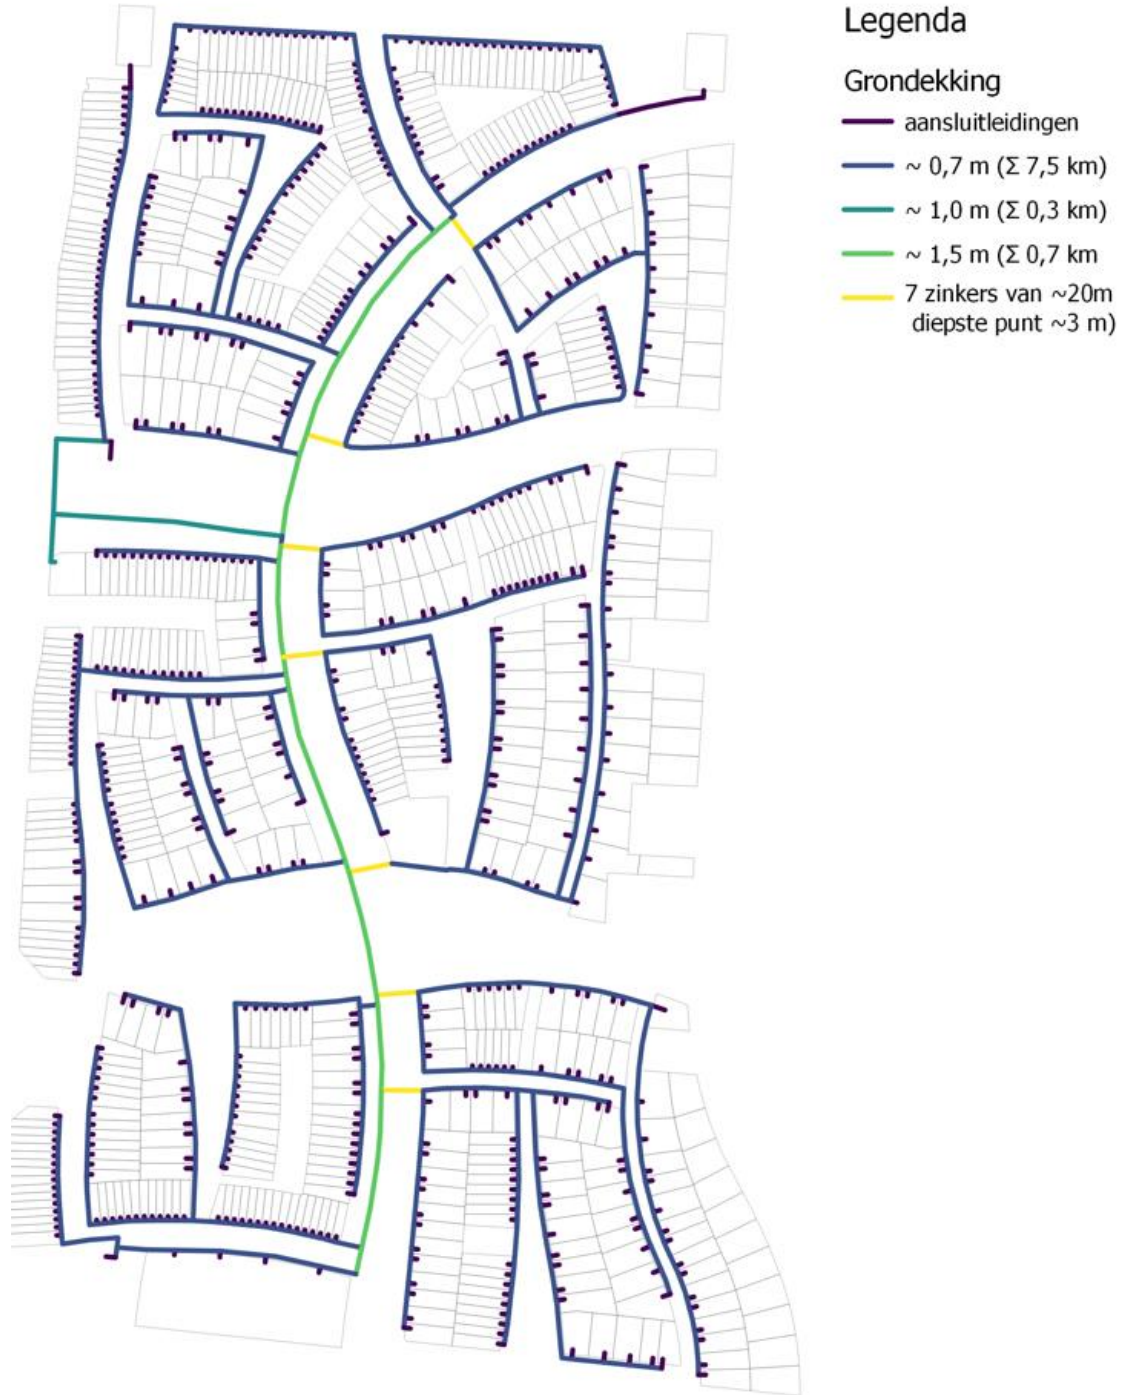 Legenda
Grondekking
aansluitleidingen
~ 0,7 m (Σ 7,5 km)
~ 1,0 m (Σ 0,3 km)
~ 1,5 m (Σ 0,7 km
7 zinkers van ~20m
diepste punt ~3 m)